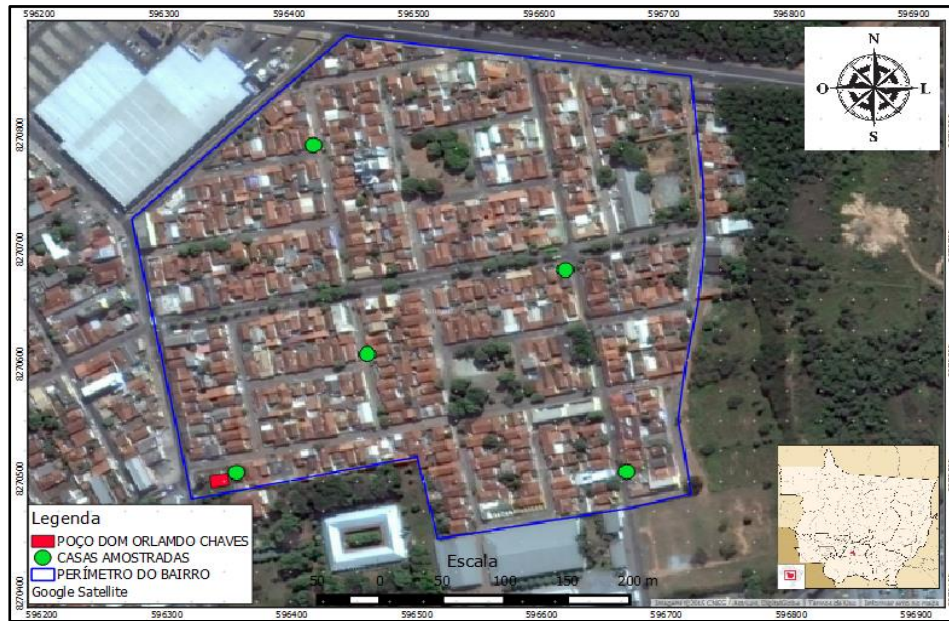 596200 596300 596400 596500 596600 596700 596800 596900
8270800
8270700
8270600
8270500
8270400
N
O L
S
Legenda
POÇO DOM ORLANDO CHAVES
CASAS AMOSTRADAS
PERÍMETRO DO BAIRRO
Google Satellite
Escala
50 0 50 100 150 200 m
596200 596300 596400 596500 596600 596700 596800 596900